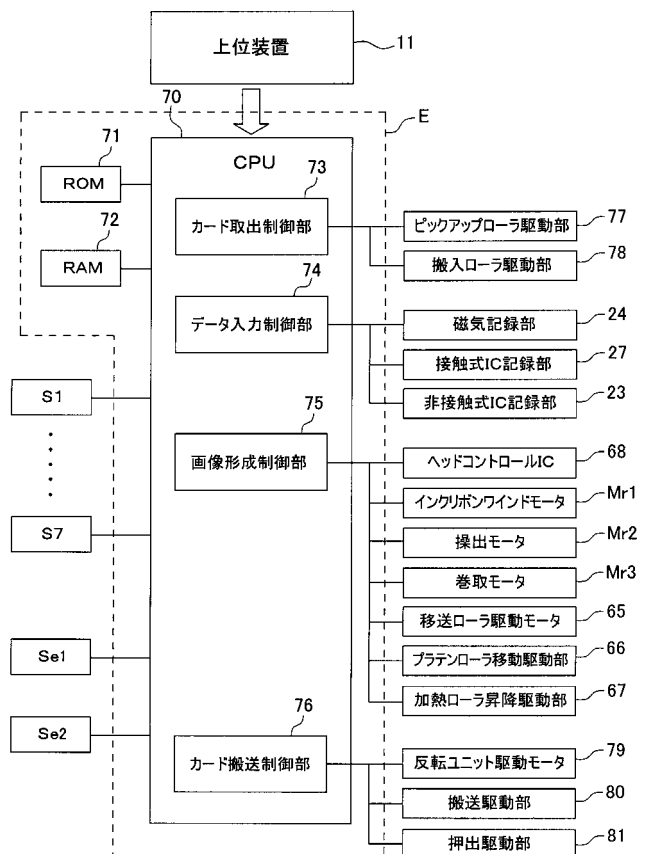 上位装置
11
70
E
71
ROM
CPU
73
カード取出制御部
ピックアップローラ駆動部
77
72
RAM
搬入ローラ駆動部
78
74
データ入力制御部
磁気記録部
24
接触式IC記録部
27
非接触式IC記録部
23
S1
75
画像形成制御部
ヘッドコントロールIC
68
インクリボンワインドモータ
Mr1
S7
操出モータ
Mr2
巻取モータ
Mr3
移送ローラ駆動モータ
65
Se1
プラテンローラ移動駆動部
66
加熱ローラ昇降駆動部
67
Se2
76
カード搬送制御部
反転ユニット駆動モータ
79
搬送駆動部
80
押出駆動部
81